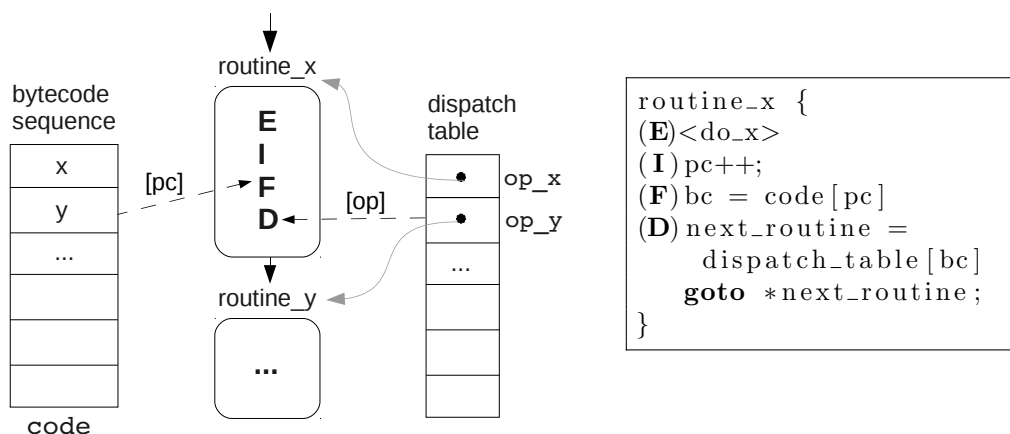 bytecode
sequence
x
y
...
code
[pc]
routine_x
E
I
F
D
routine_y
...
[op]
dispatch
table
...
op_x
op_y
routine_x {
(E)<do_x>
(I) pc++;
(F) bc = code[pc]
(D) next_routine =
dispatch_table[bc]
goto *next_routine;
}